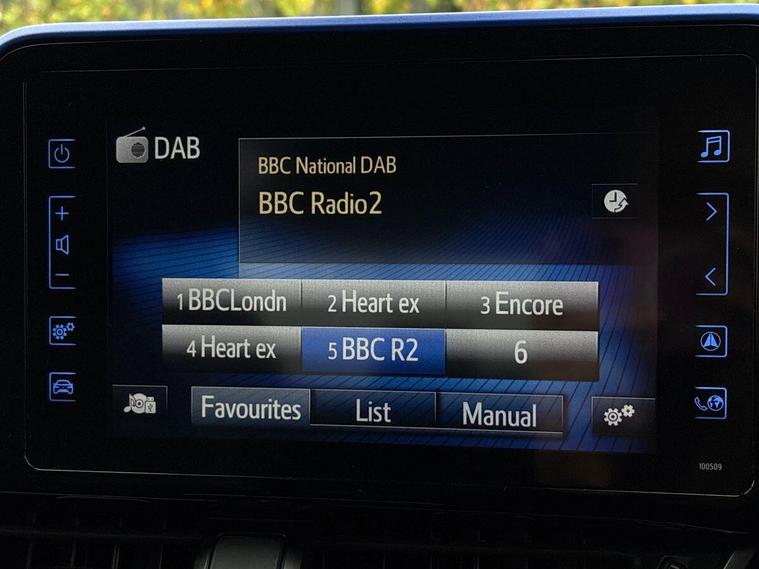 DAB
BBC National DAB
BBC Radio2
1 BBCLondn
2 Heart ex
3 Encore
4 Heart ex
5 BBC R2
6
Favourites
List
Manual
100509